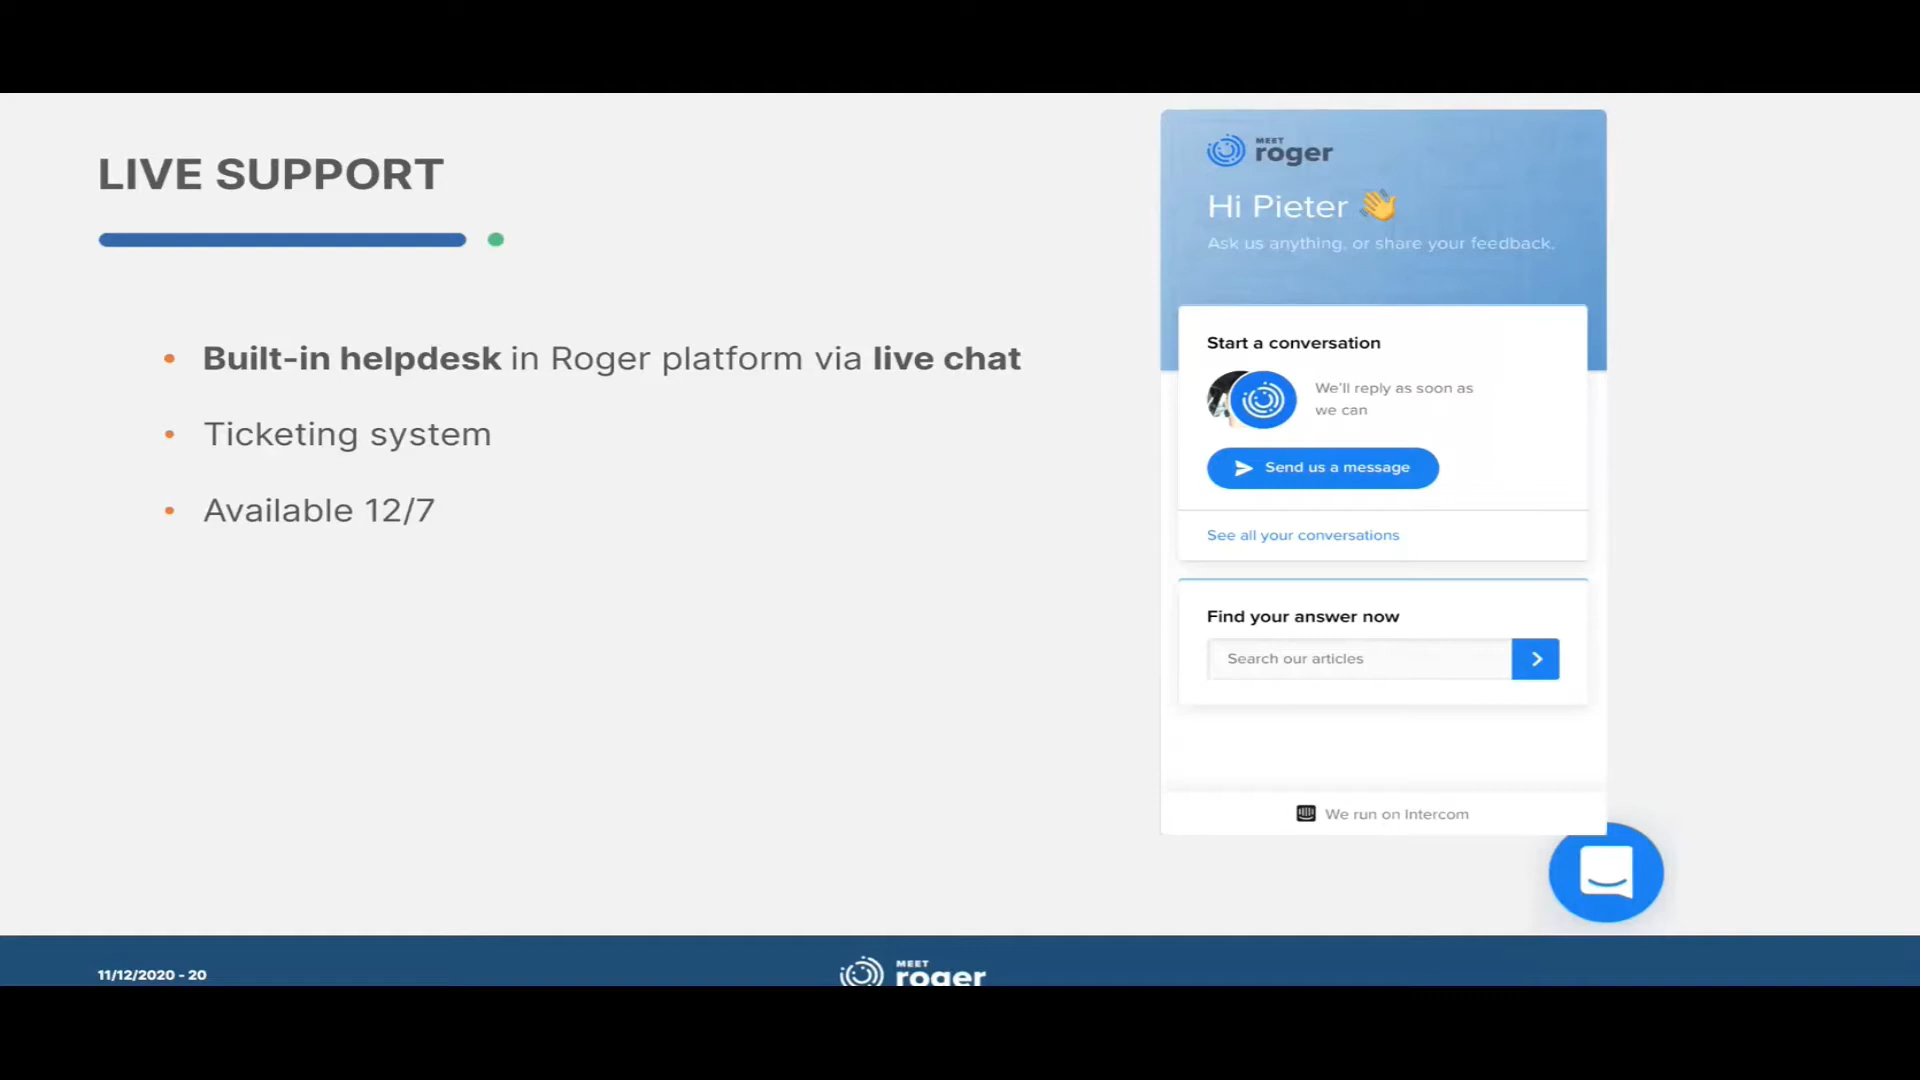 LIVE SUPPORT
• Built-in helpdesk in Roger platform via live chat
• Ticketing system
• Available 12/7
MEET
roger
Hi Pieter 👋
Ask us anything, or share your feedback.
Start a conversation
We'll reply as soon as
we can
Send us a message
See all your conversations
Find your answer now
Search our articles
We run on Intercom
11/12/2020 - 20
MEET
roger